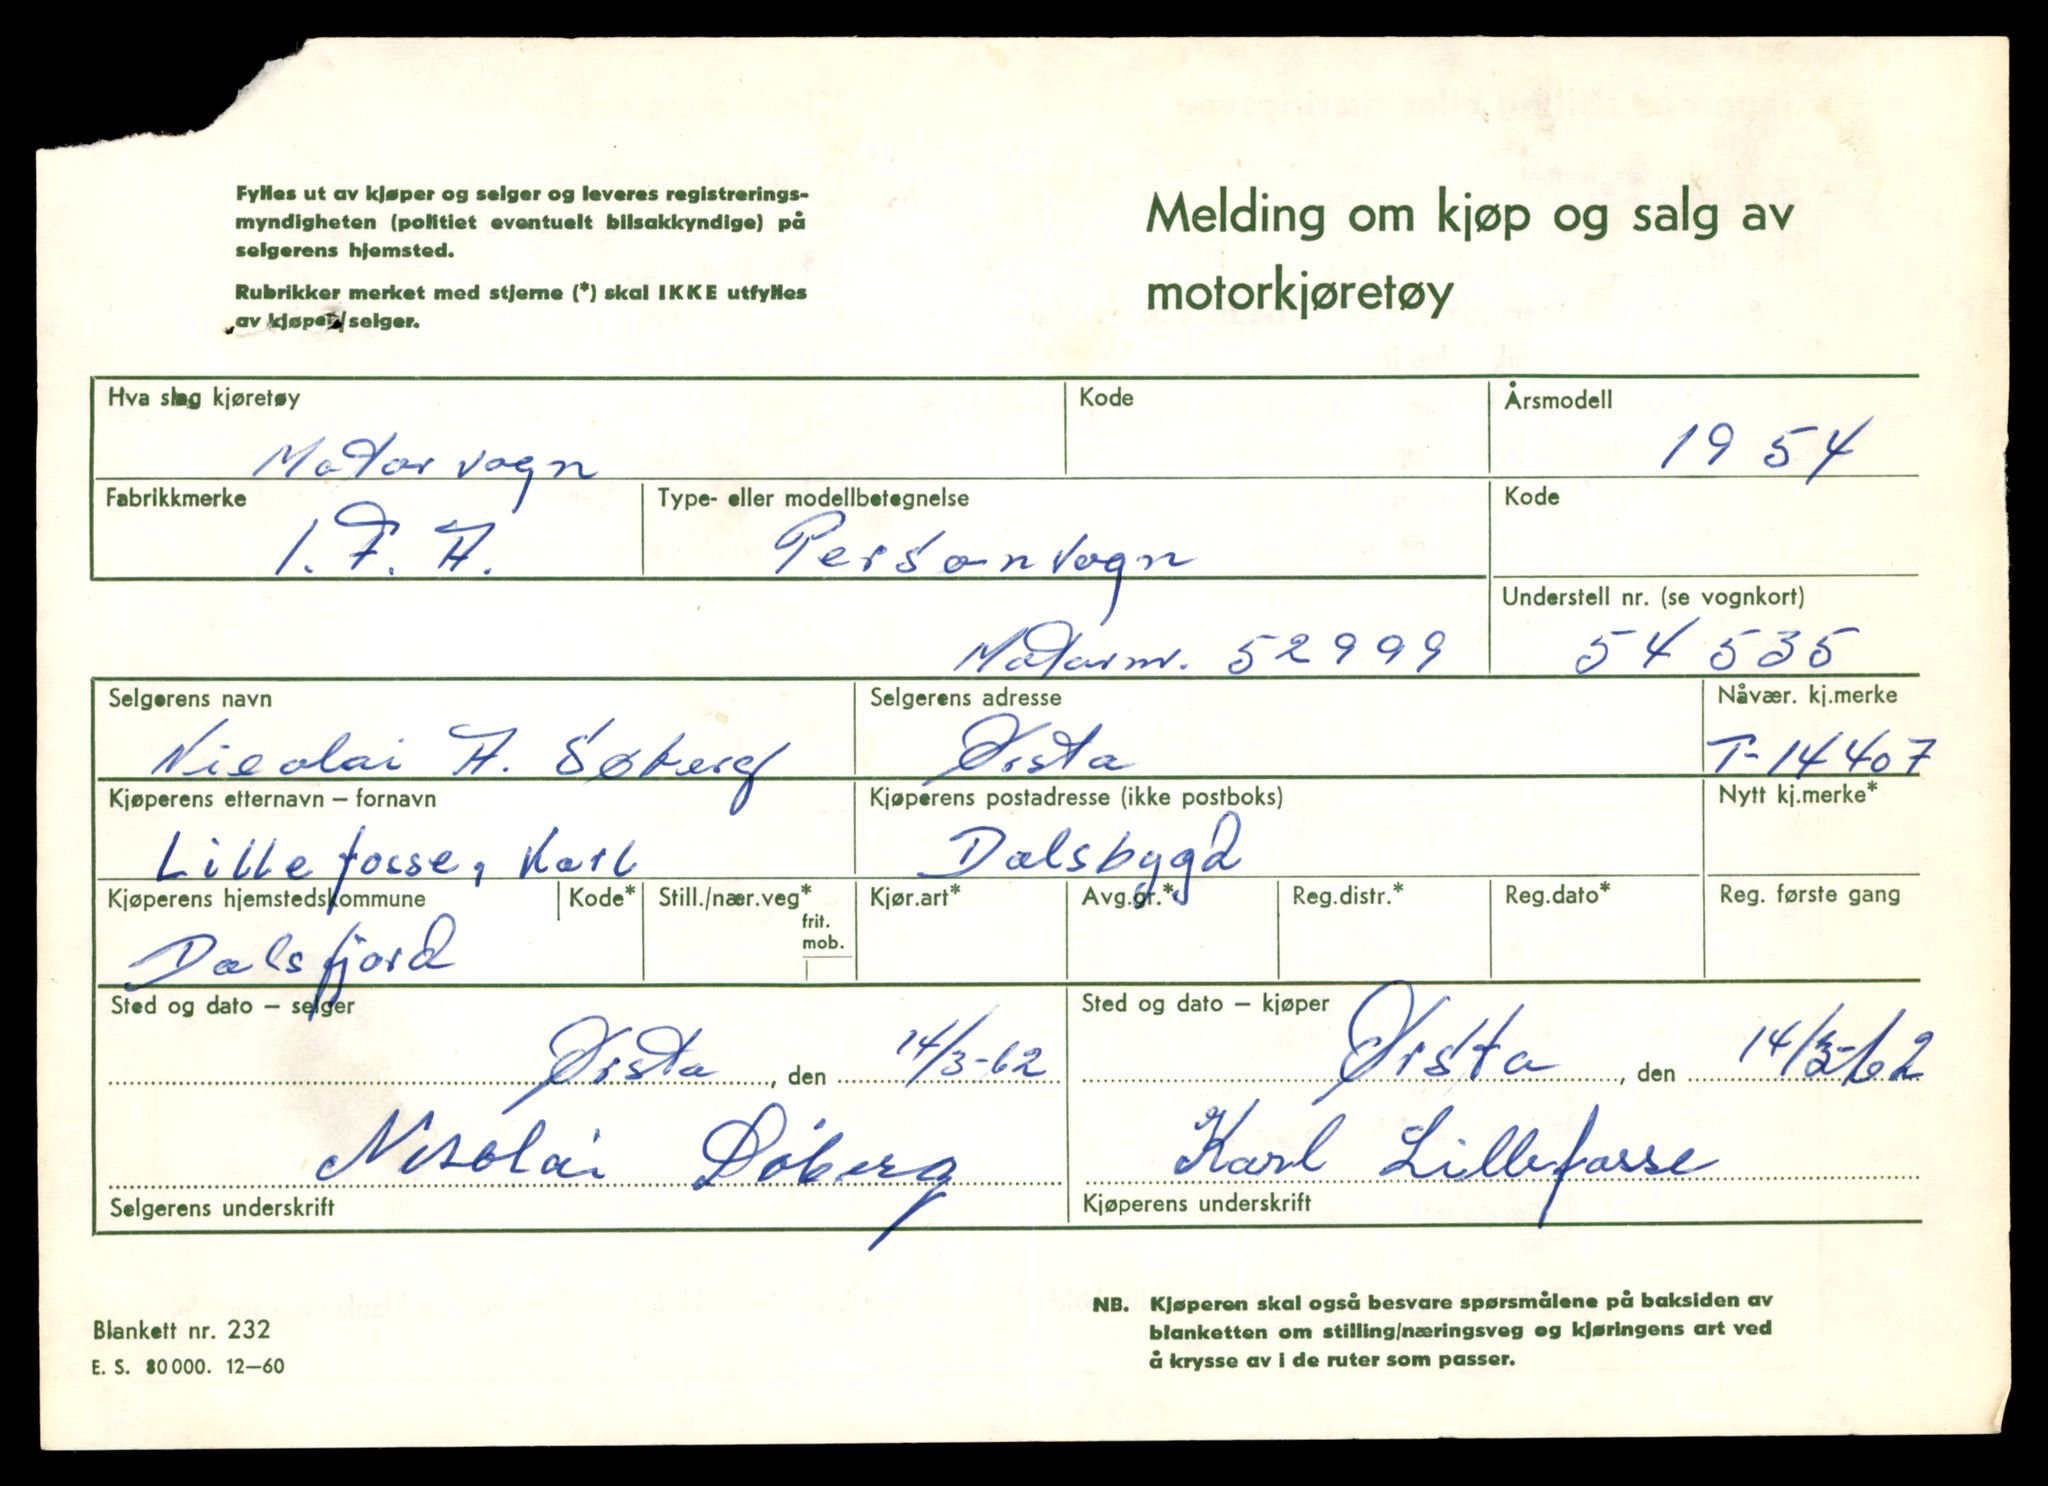 Fylles ut av kjøper og selger og leveres registrerings-
myndigheten (politiet eventuelt bilsakkyndige) på
selgerens hjemsted.
Rubrikker merket med stjerne (*) skal IKKE utfylles
av kjøper/selger.
Melding om kjøp og salg av
motorkjøretøy
Hva slag kjøretøy
Kode
Årsmodell
Motorvogn
1954
Fabrikkmerke
Type- eller modellbetegnelse
Kode
I. F. A.
Personvogn
Understell nr. (se vognkort)
Motornr. 52999
54 535
Selgerens navn
Selgerens adresse
Nåvær. kj.merke
Nicolai A. Søberg
Ørsta
T-14407
Kjøperens etternavn – fornavn
Kjøperens postadresse (ikke postboks)
Nytt kj.merke*
Lillefosse, Karl
Dalsbygd
Kjøperens hjemstedskommune
Kode*
Still./nær.veg*
frit.
mob.
Kjør.art*
Avg.gr.*
Reg.distr.*
Reg.dato*
Reg. første gang
Dalsfjord
Sted og dato – selger
Sted og dato – kjøper
Ørsta, den 14/3-62
Ørsta, den 14/3-62
Nikolai Søberg
Karl Lillefosse
Selgerens underskrift
Kjøperens underskrift
NB. Kjøperen skal også besvare spørsmålene på baksiden av
blanketten om stilling/næringsveg og kjøringens art ved
å krysse av i de ruter som passer.
Blankett nr. 232
E. S. 80 000. 12—60